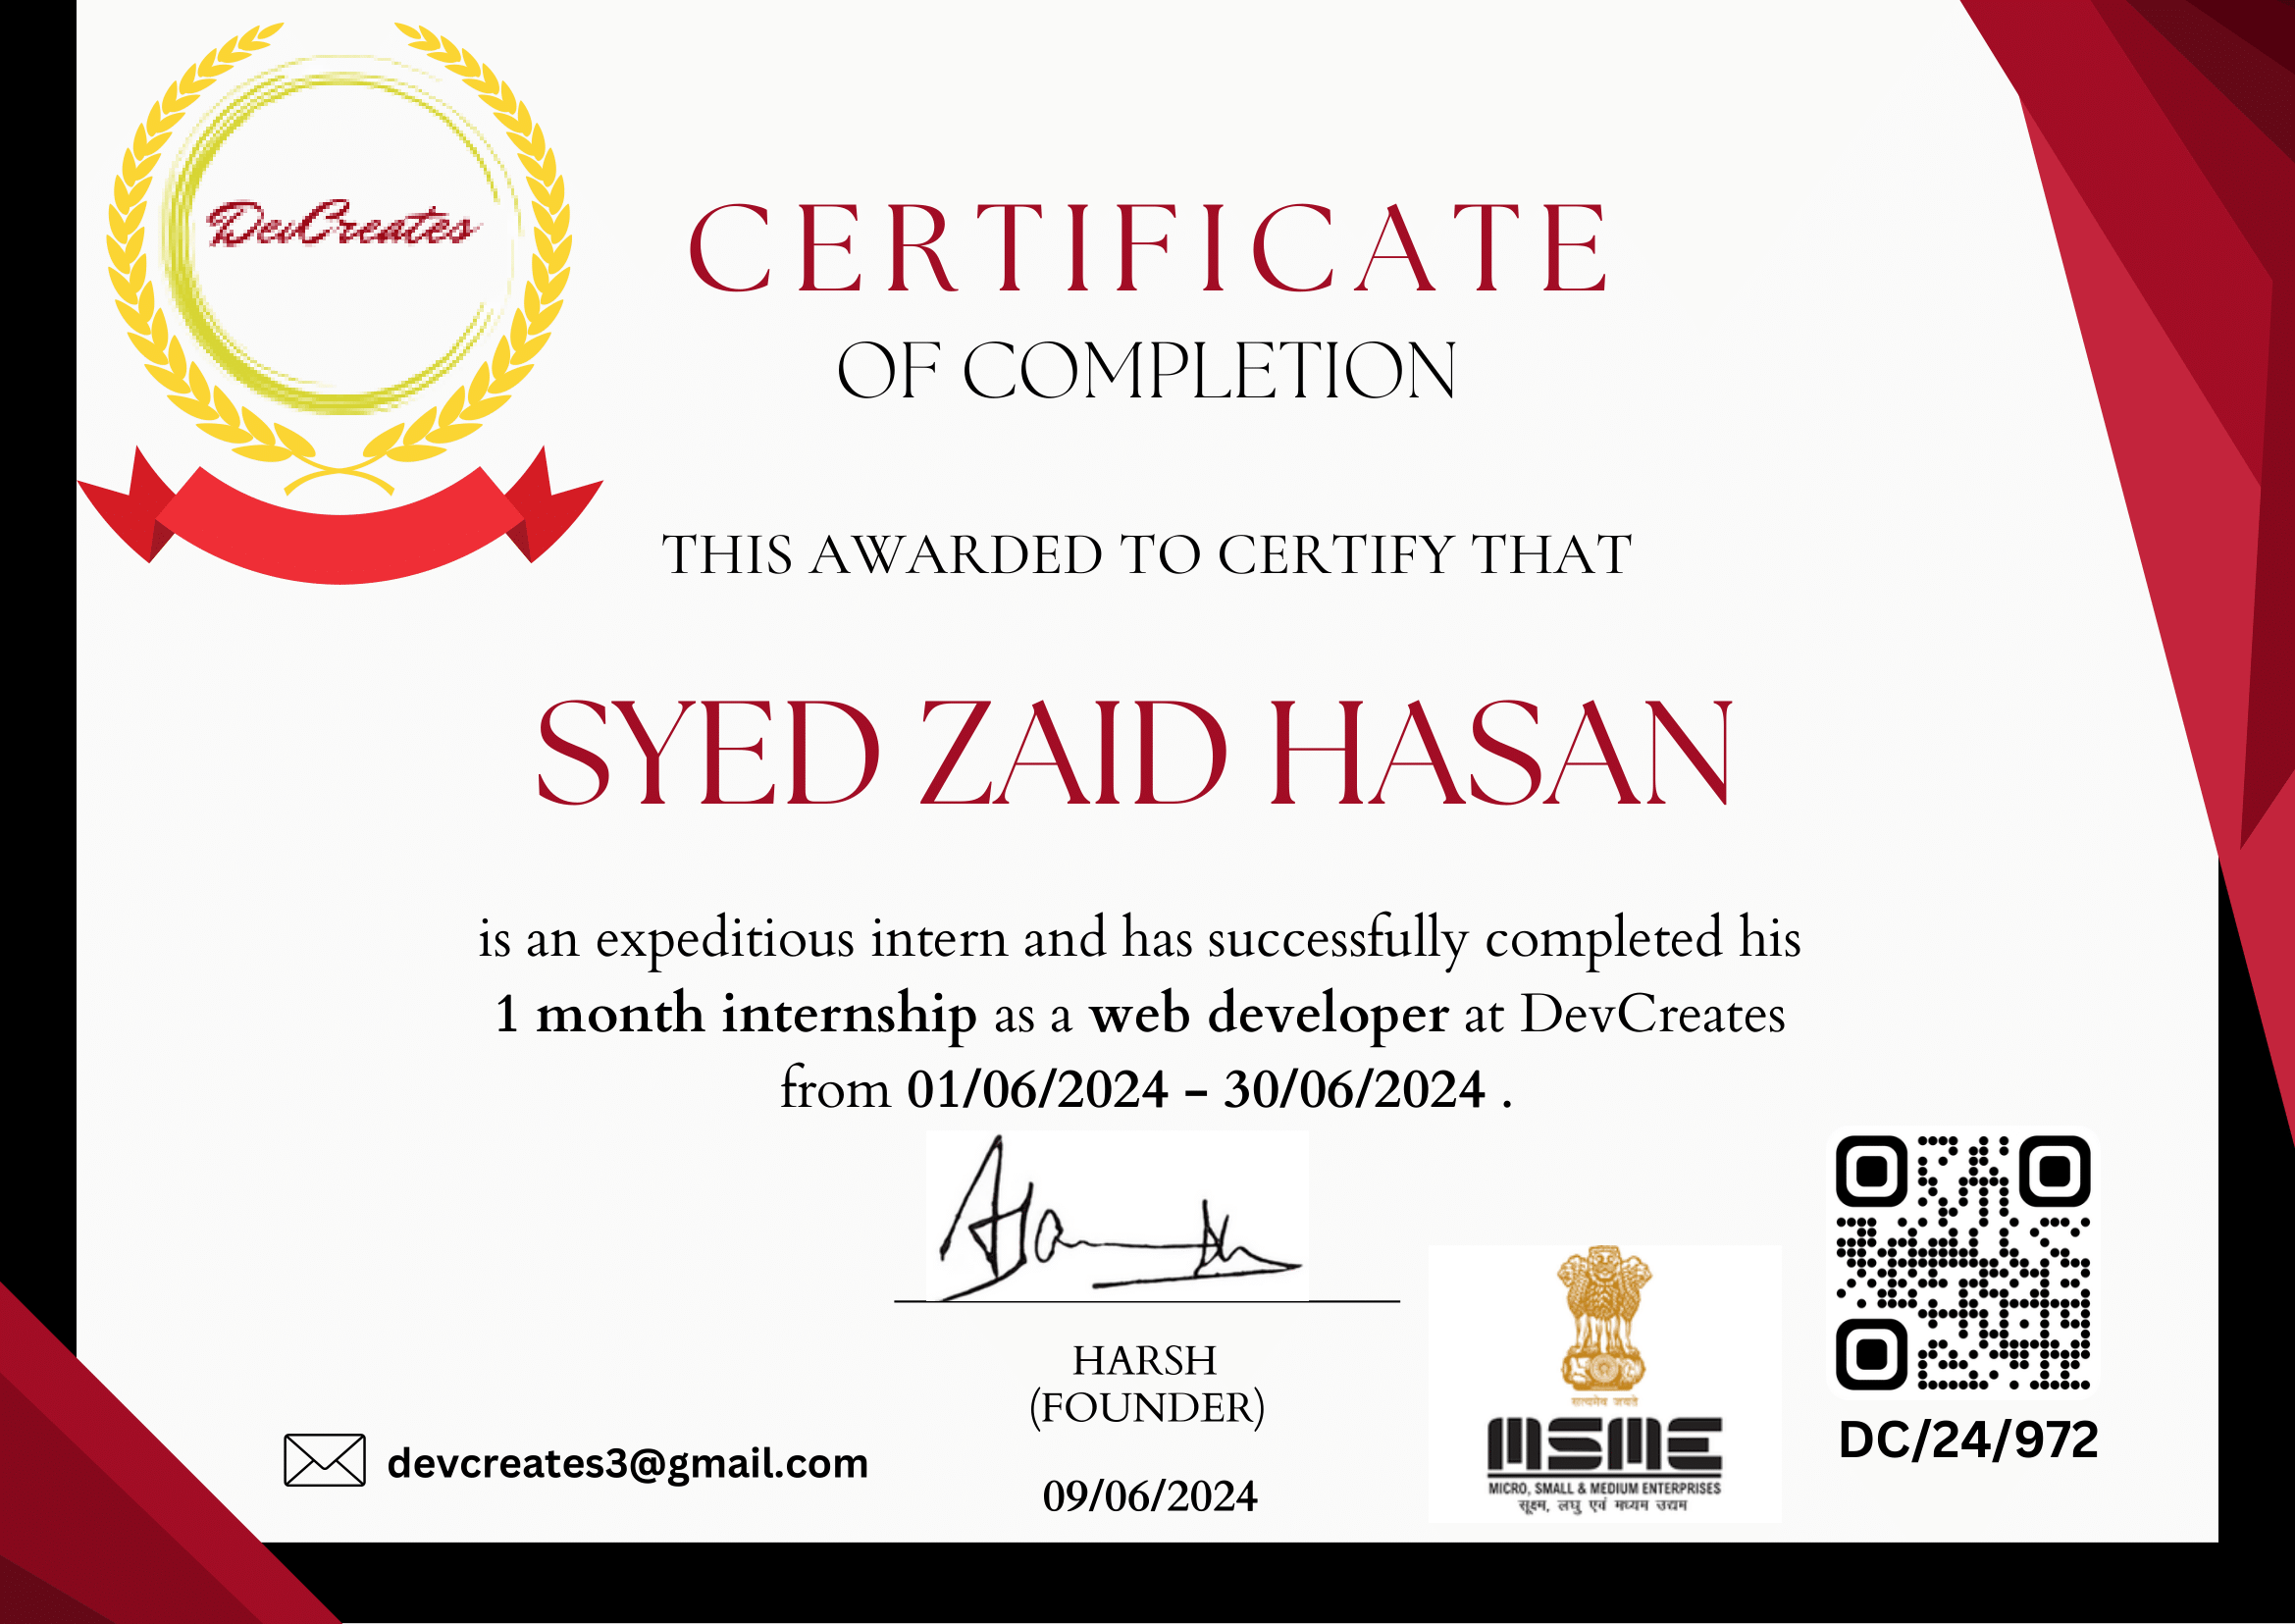 DevCreates
CERTIFICATE
OF COMPLETION
THIS AWARDED TO CERTIFY THAT
SYED ZAID HASAN
is an expeditious intern and has successfully completed his
1 month internship as a web developer at DevCreates
from 01/06/2024 – 30/06/2024 .
HARSH
(FOUNDER)
09/06/2024
devcreates3@gmail.com
सत्यमेव जयते
MSME
MICRO, SMALL & MEDIUM ENTERPRISES
सूक्ष्म, लघु एवं मध्यम उद्यम
DC/24/972